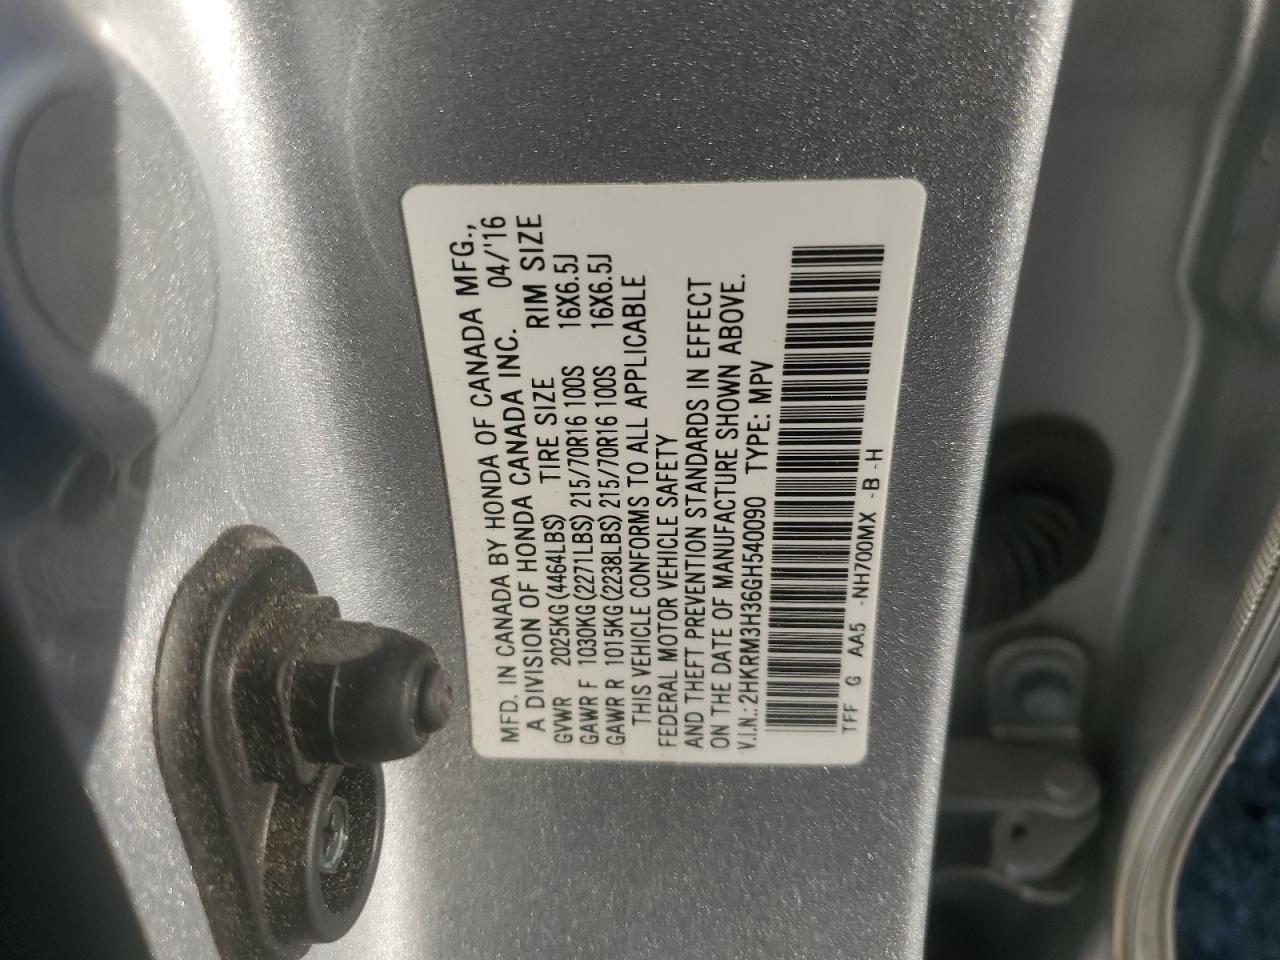 MFD. IN CANADA BY HONDA OF CANADA MFG.,
A DIVISION OF HONDA CANADA INC. 04/'16
GVWR 2025KG(4464LBS) TIRE SIZE RIM SIZE
GAWR F 1030KG(2271LBS) 215/70R16 100S 16X6.5J
GAWR R 1015KG(2238LBS) 215/70R16 100S 16X6.5J
THIS VEHICLE CONFORMS TO ALL APPLICABLE
FEDERAL MOTOR VEHICLE SAFETY
AND THEFT PREVENTION STANDARDS IN EFFECT
ON THE DATE OF MANUFACTURE SHOWN ABOVE.
V.I.N.:2HKRM3H36GH540090 TYPE: MPV
TFF G AA5 -NH700MX -B-H